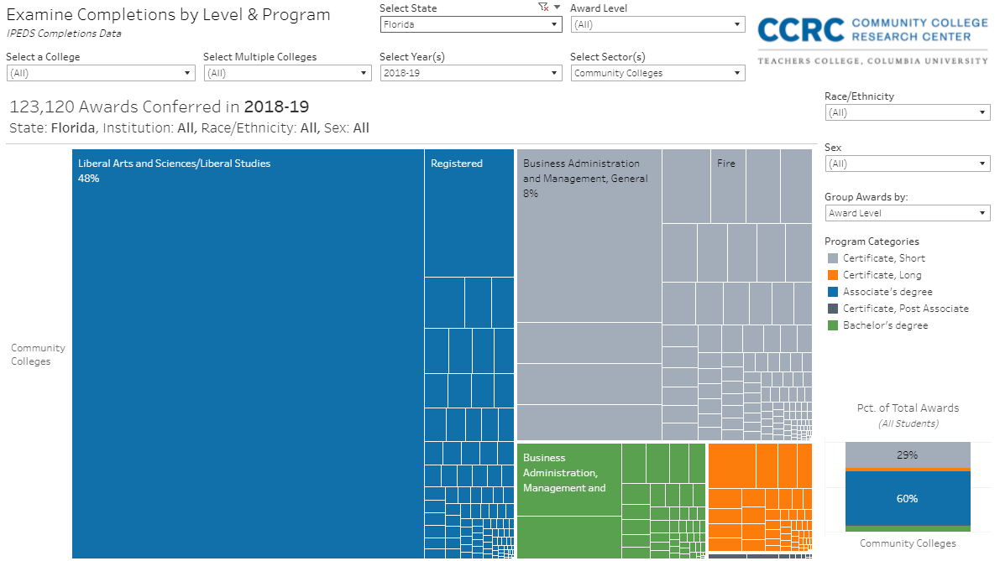 Examine Completions by Level & Program
IPEDS Completions Data
Select State
Florida
Award Level
(All)
CCRC COMMUNITY COLLEGE
RESEARCH CENTER
TEACHERS COLLEGE, COLUMBIA UNIVERSITY
Select a College
(All)
Select Multiple Colleges
(All)
Select Year(s)
2018-19
Select Sector(s)
Community Colleges
123,120 Awards Conferred in 2018-19
State: Florida, Institution: All, Race/Ethnicity: All, Sex: All
Race/Ethnicity
(All)
Sex
(All)
Group Awards by:
Award Level
Program Categories
Certificate, Short
Certificate, Long
Associate's degree
Certificate, Post Associate
Bachelor's degree
Community
Colleges
Liberal Arts and Sciences/Liberal Studies
48%
Registered
Business Administration
and Management, General
8%
Fire
Business
Administration,
Management and
Pct. of Total Awards
(All Students)
29%
60%
Community Colleges